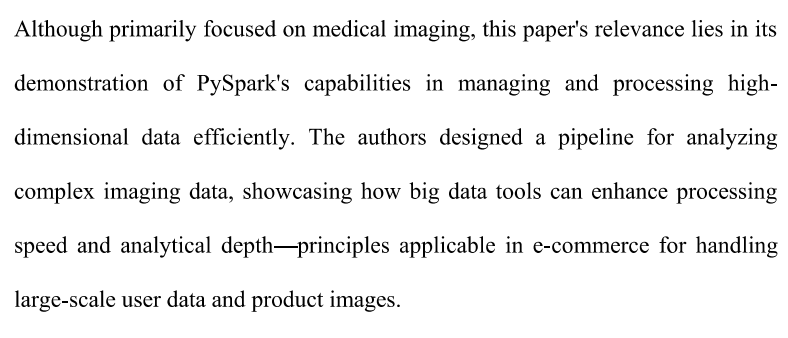 Although primarily focused on medical imaging, this paper's relevance lies in its
demonstration of PySpark's capabilities in managing and processing high-
dimensional data efficiently. The authors designed a pipeline for analyzing
complex imaging data, showcasing how big data tools can enhance processing
speed and analytical depth—principles applicable in e-commerce for handling
large-scale user data and product images.